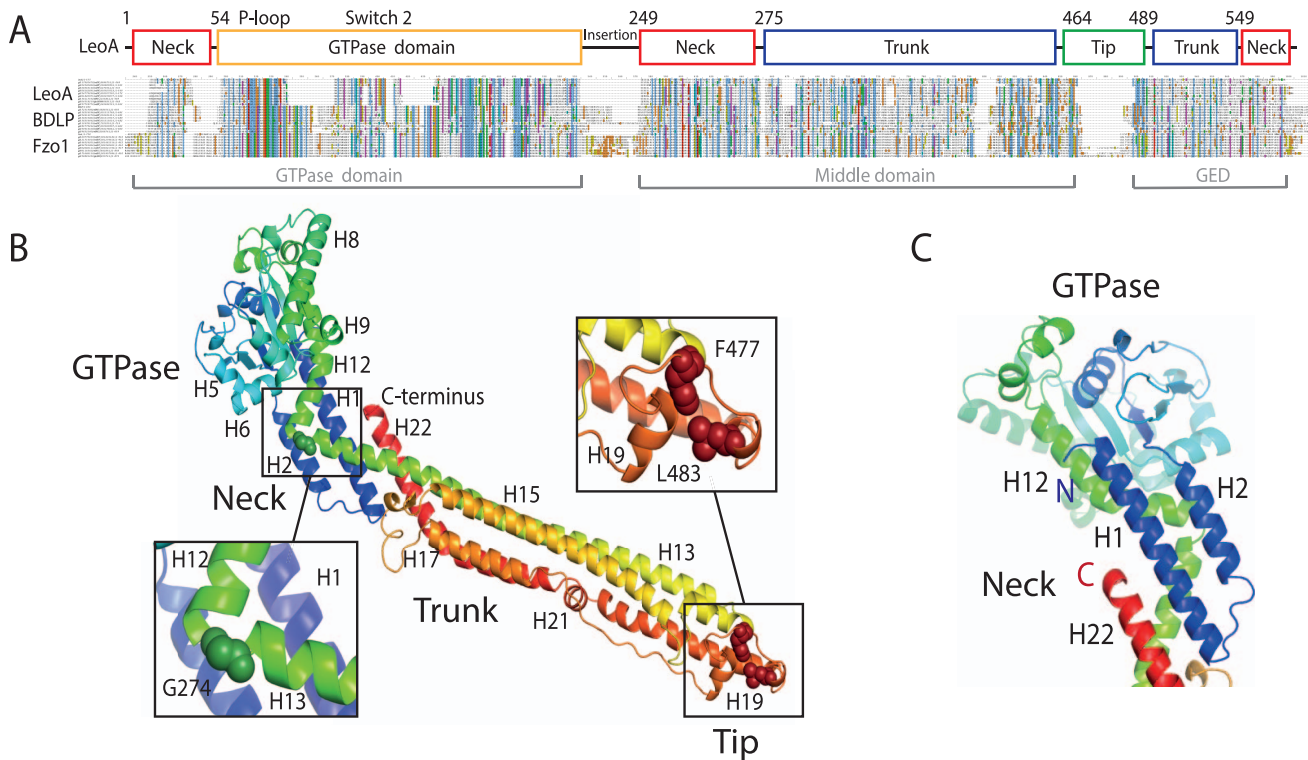 A
1 54 P-loop Switch 2 249 275 464 489 549
LeoA Neck GTPase domain Insertion Neck Trunk Tip Trunk Neck
LeoA
BDLP
Fzo1
GTPase domain Middle domain GED
B
H8
H9
H12
GTPase
H5
H6
H1
C-terminus
H22
H2
Neck
H15
H13
H17
Trunk
H21
H19
Tip
F477
H19
L483
H12
H1
G274
H13
C
GTPase
H12
N
H2
H1
Neck
C
H22